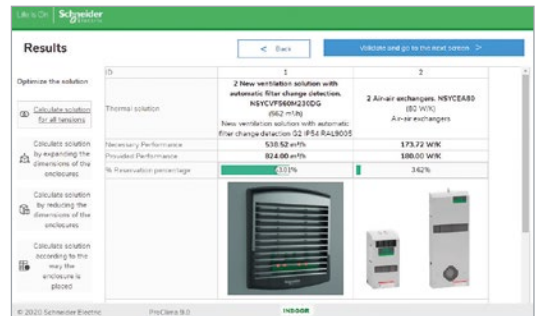 Life Is On | Schneider Electric
Results
< Back
Validate and go to the next screen >
Optimize the solution
Calculate solution
for all tensions
Calculate solution
by expanding the
dimensions of the
enclosures
Calculate solution
by reducing the
dimensions of the
enclosures
Calculate solution
according to the
way the
enclosure is
placed
ID
1
2
Thermal solution
2 New ventilation solution with
automatic filter change detection.
NSYCVF560M230DG
(562 m³/h)
New ventilation solution with automatic
filter change detection G2 IP54 RAL9005
2 Air-air exchangers. NSYCEA80
(80 W/K)
Air-air exchangers
Necessary Performance
538.52 m³/h
173.72 W/K
Provided Performance
824.00 m³/h
180.00 W/K
% Reservation percentage
3.42%
© 2020 Schneider Electric
ProClima 9.0
INDOOR